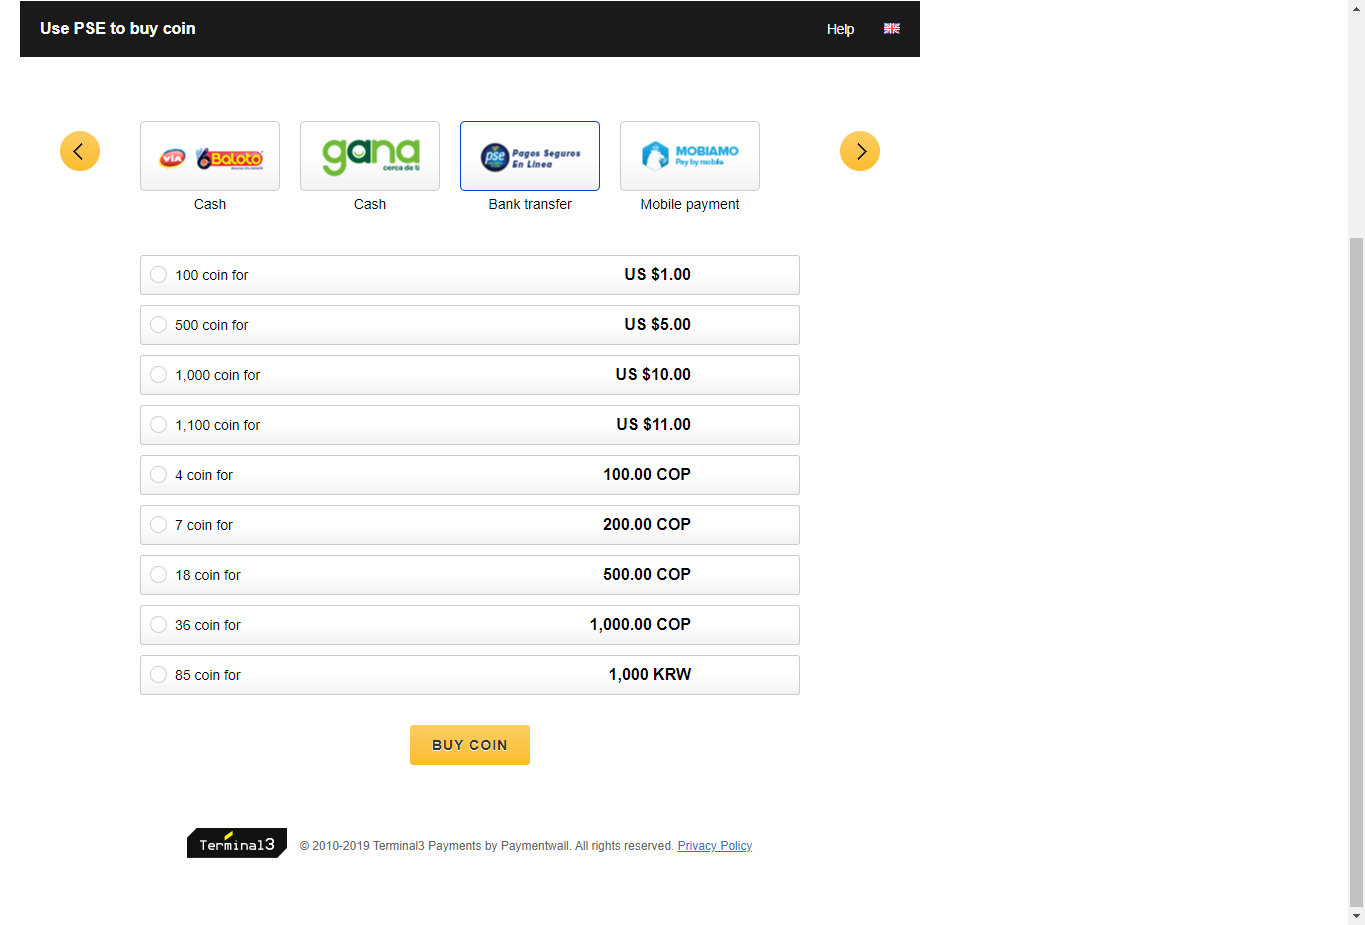 Use PSE to buy coin
Help
VIA Baloto
gana
cerca de ti
pse Pagos Seguros
En Línea
MOBIAMO
Pay by mobile
Cash
Cash
Bank transfer
Mobile payment
100 coin for US $1.00
500 coin for US $5.00
1,000 coin for US $10.00
1,100 coin for US $11.00
4 coin for 100.00 COP
7 coin for 200.00 COP
18 coin for 500.00 COP
36 coin for 1,000.00 COP
85 coin for 1,000 KRW
BUY COIN
Terminal3
© 2010-2019 Terminal3 Payments by Paymentwall. All rights reserved. Privacy Policy